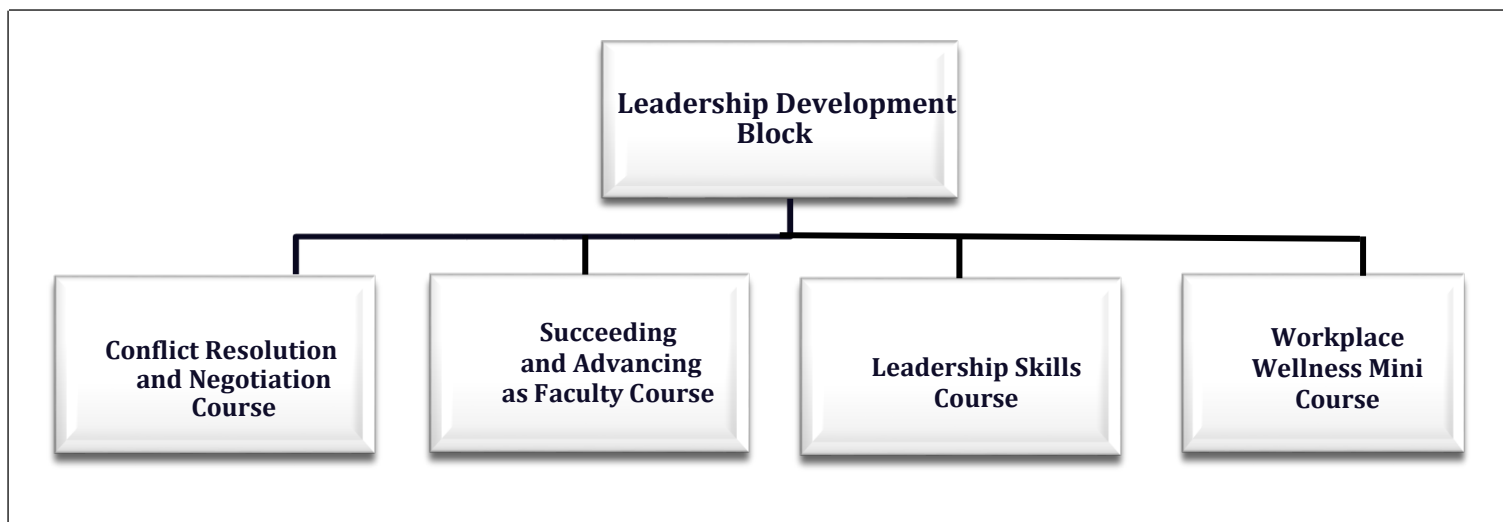 Leadership Development
Block
Conflict Resolution
and Negotiation
Course
Succeeding
and Advancing
as Faculty Course
Leadership Skills
Course
Workplace
Wellness Mini
Course